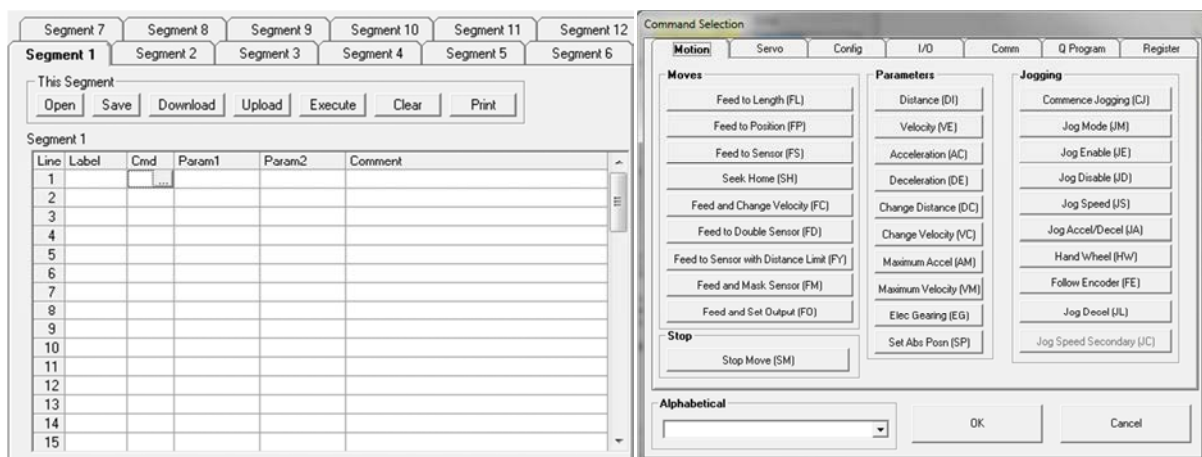 Segment 7 Segment 8 Segment 9 Segment 10 Segment 11 Segment 12
Segment 1 Segment 2 Segment 3 Segment 4 Segment 5 Segment 6
This Segment
Open Save Download Upload Execute Clear Print
Segment 1
Line Label Cmd Param1 Param2 Comment
1 ...
2
3
4
5
6
7
8
9
10
11
12
13
14
15
Command Selection
Motion Servo Config I/O Comm Q Program Register
Moves
Feed to Length (FL)
Feed to Position (FP)
Feed to Sensor (FS)
Seek Home (SH)
Feed and Change Velocity (FC)
Feed to Double Sensor (FD)
Feed to Sensor with Distance Limit (FY)
Feed and Mask Sensor (FM)
Feed and Set Output (FO)
Stop
Stop Move (SM)
Parameters
Distance (DI)
Velocity (VE)
Acceleration (AC)
Deceleration (DE)
Change Distance (DC)
Change Velocity (VC)
Maximum Accel (AM)
Maximum Velocity (VM)
Elec Gearing (EG)
Set Abs Posn (SP)
Jogging
Commence Jogging (CJ)
Jog Mode (JM)
Jog Enable (JE)
Jog Disable (JD)
Jog Speed (JS)
Jog Accel/Decel (JA)
Hand Wheel (HW)
Follow Encoder (FE)
Jog Decel (JL)
Jog Speed Secondary (JC)
Alphabetical
OK Cancel